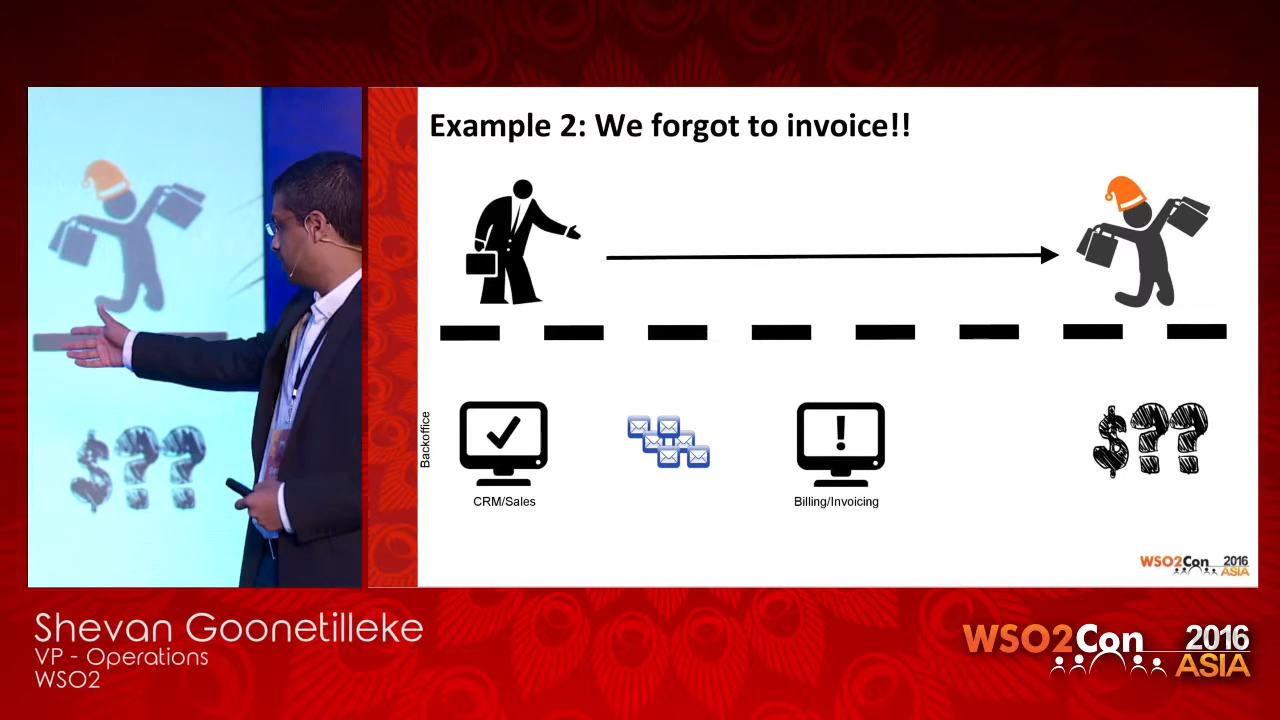 Example 2: We forgot to invoice!!
Backoffice
$??
$??
CRM/Sales
Billing/Invoicing
WSO2Con 2016
ASIA
Shevan Goonetilleke
VP - Operations
WSO2
WSO2Con 2016
ASIA